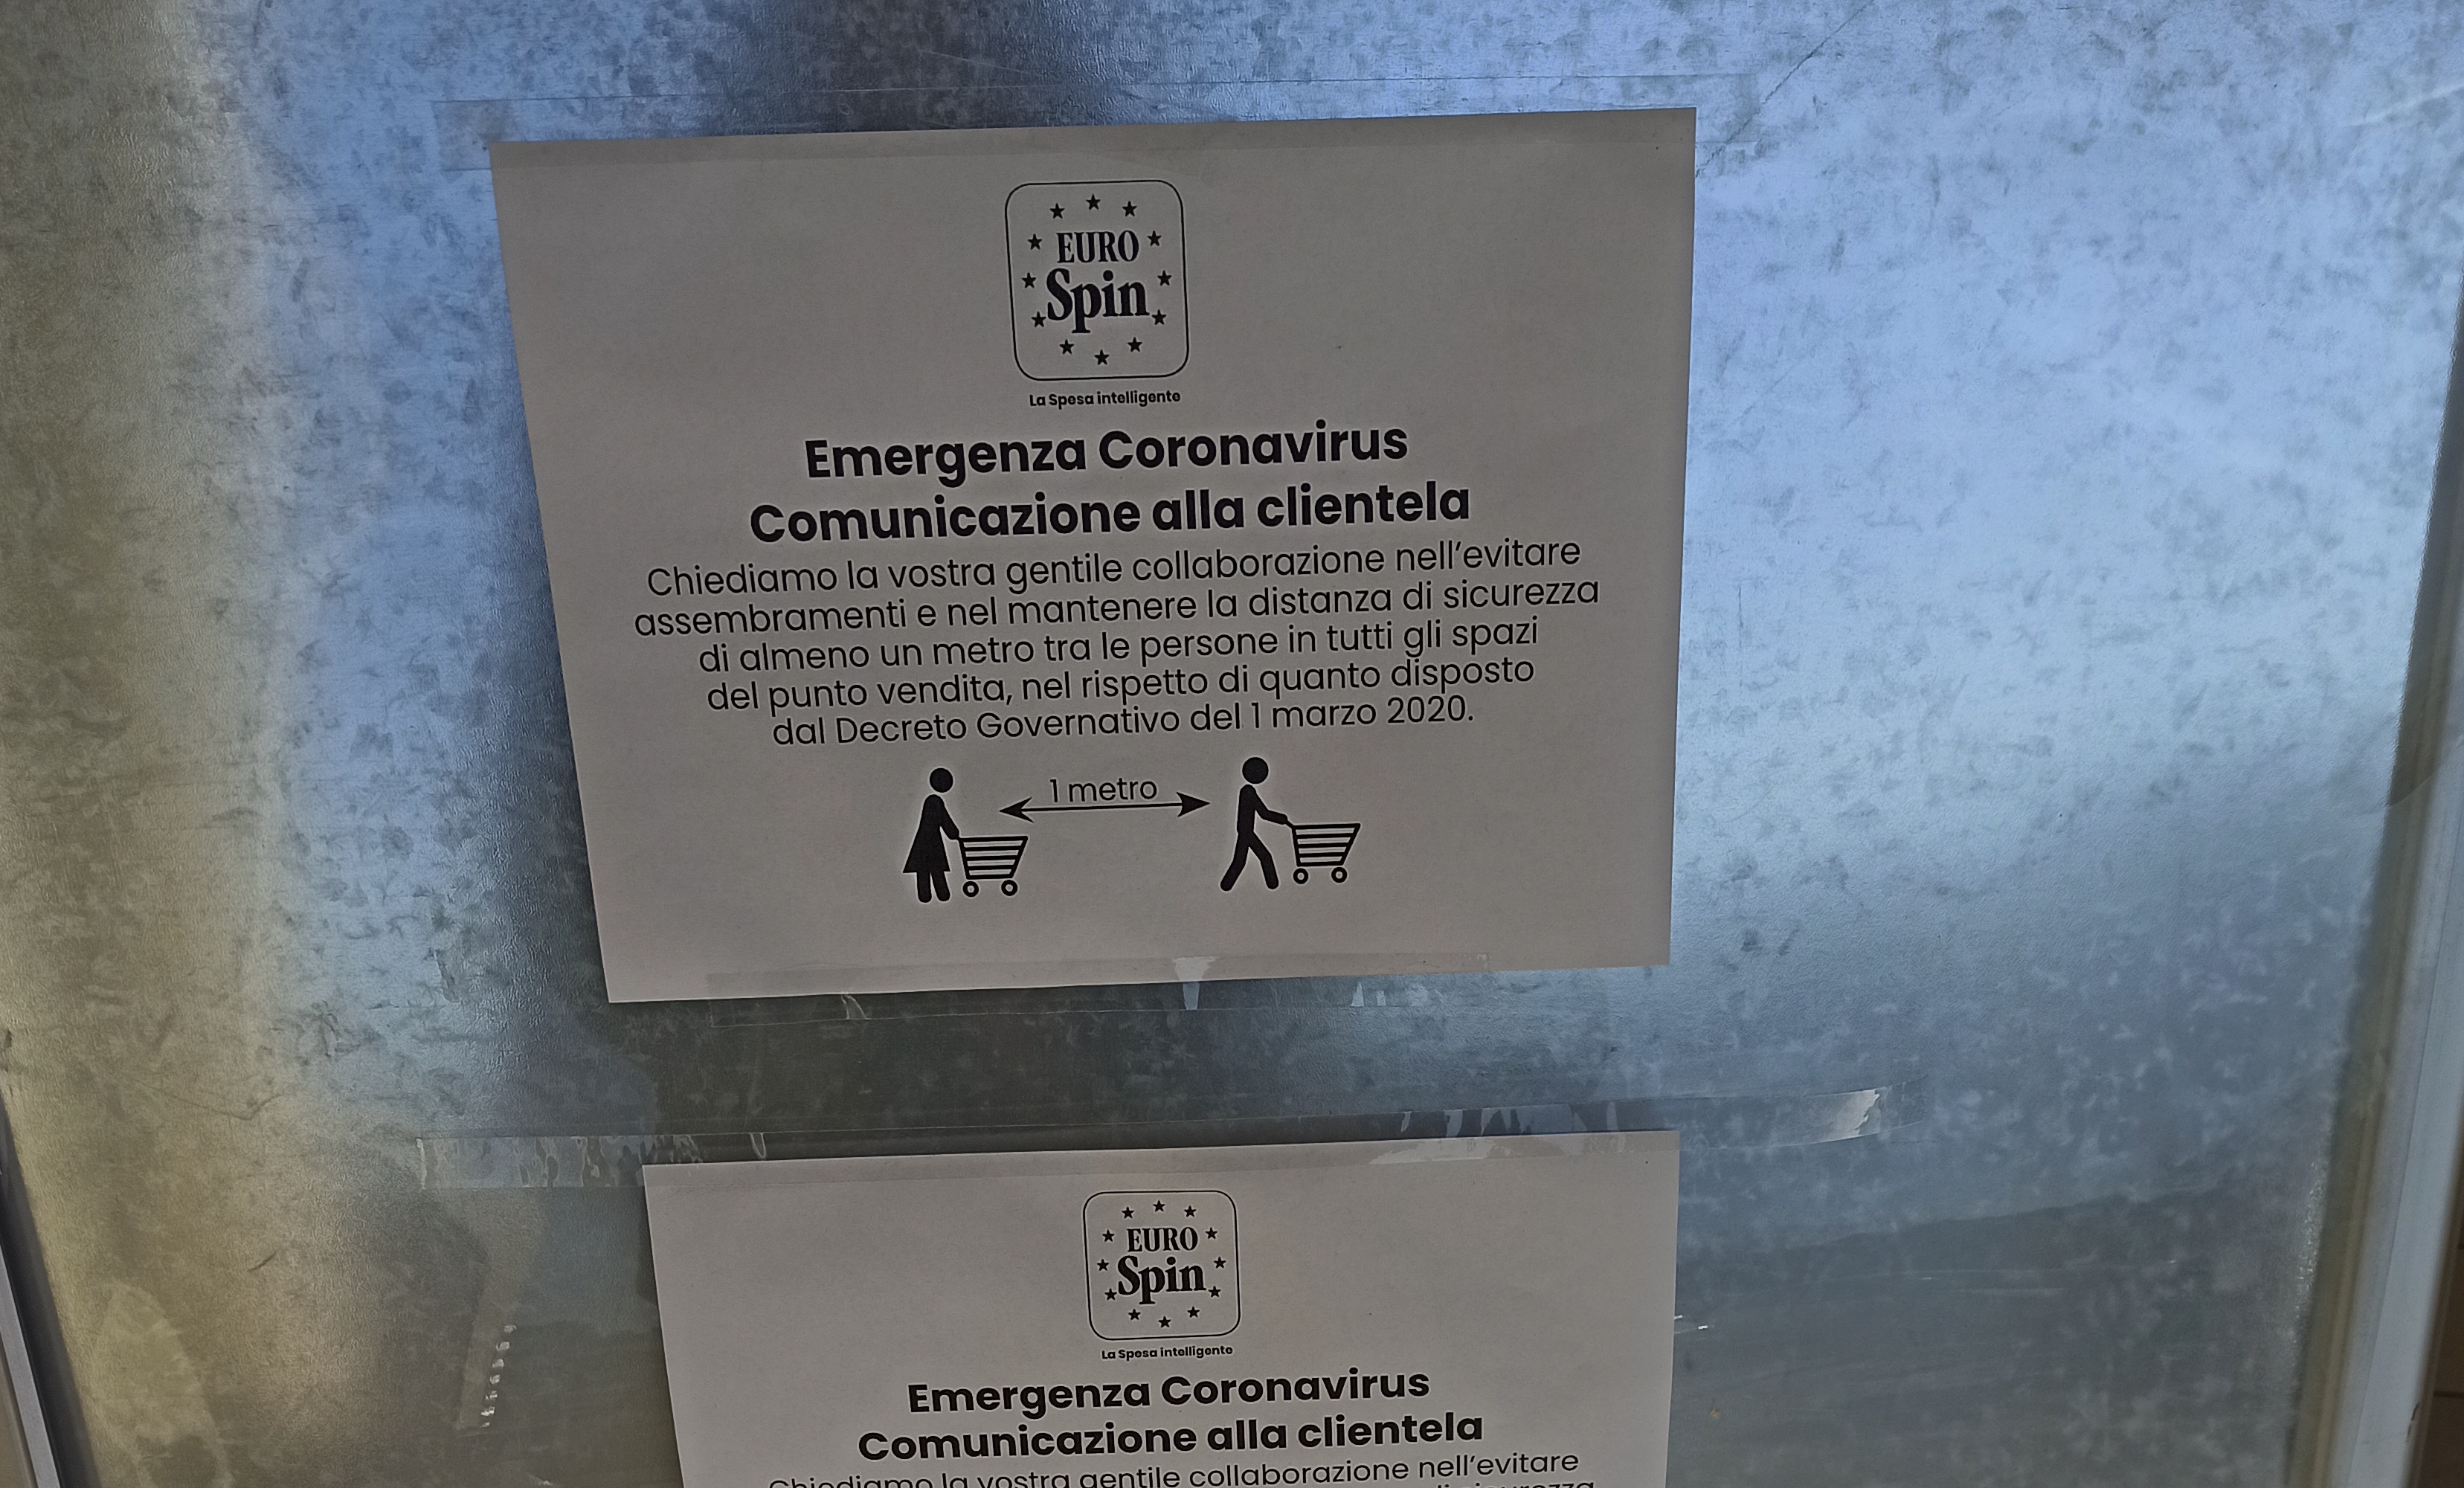 EURO
Spin
La Spesa intelligente
Emergenza Coronavirus
Comunicazione alla clientela
Chiediamo la vostra gentile collaborazione nell'evitare
assembramenti e nel mantenere la distanza di sicurezza
di almeno un metro tra le persone in tutti gli spazi
del punto vendita, nel rispetto di quanto disposto
dal Decreto Governativo del 1 marzo 2020.
1 metro
EURO
Spin
La Spesa intelligente
Emergenza Coronavirus
Comunicazione alla clientela
Chiediamo la vostra gentile collaborazione nell'evitare